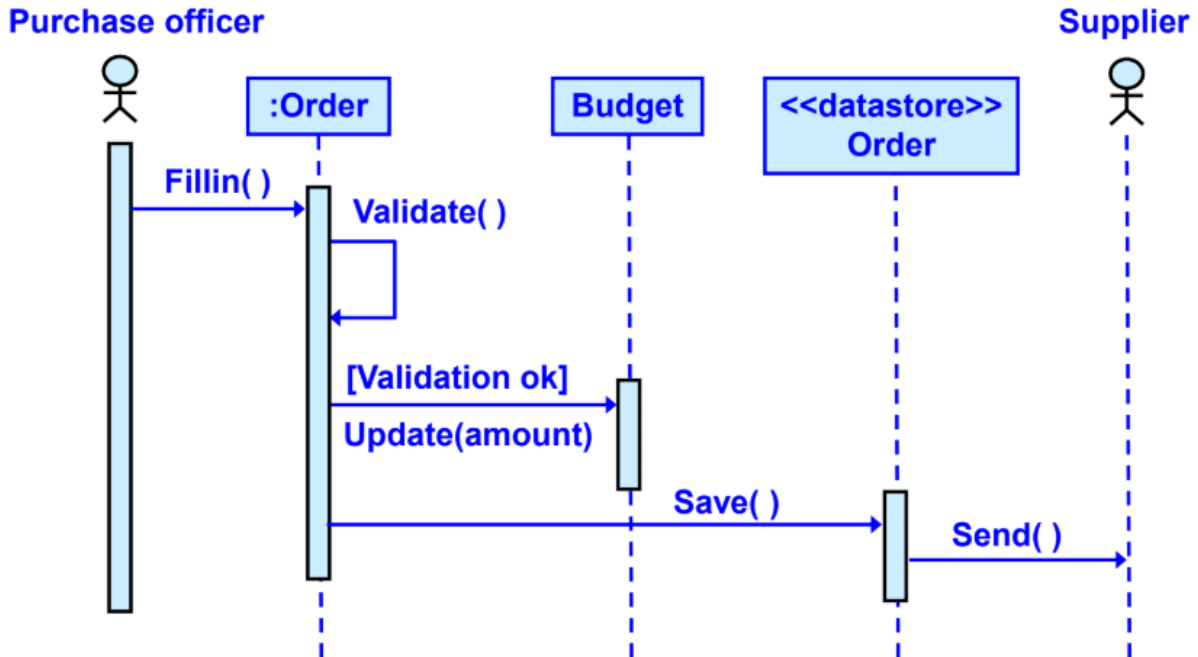 Purchase officer
Supplier
:Order
Budget
<<datastore>>
Order
Fillin( )
Validate( )
[Validation ok]
Update(amount)
Save( )
Send( )